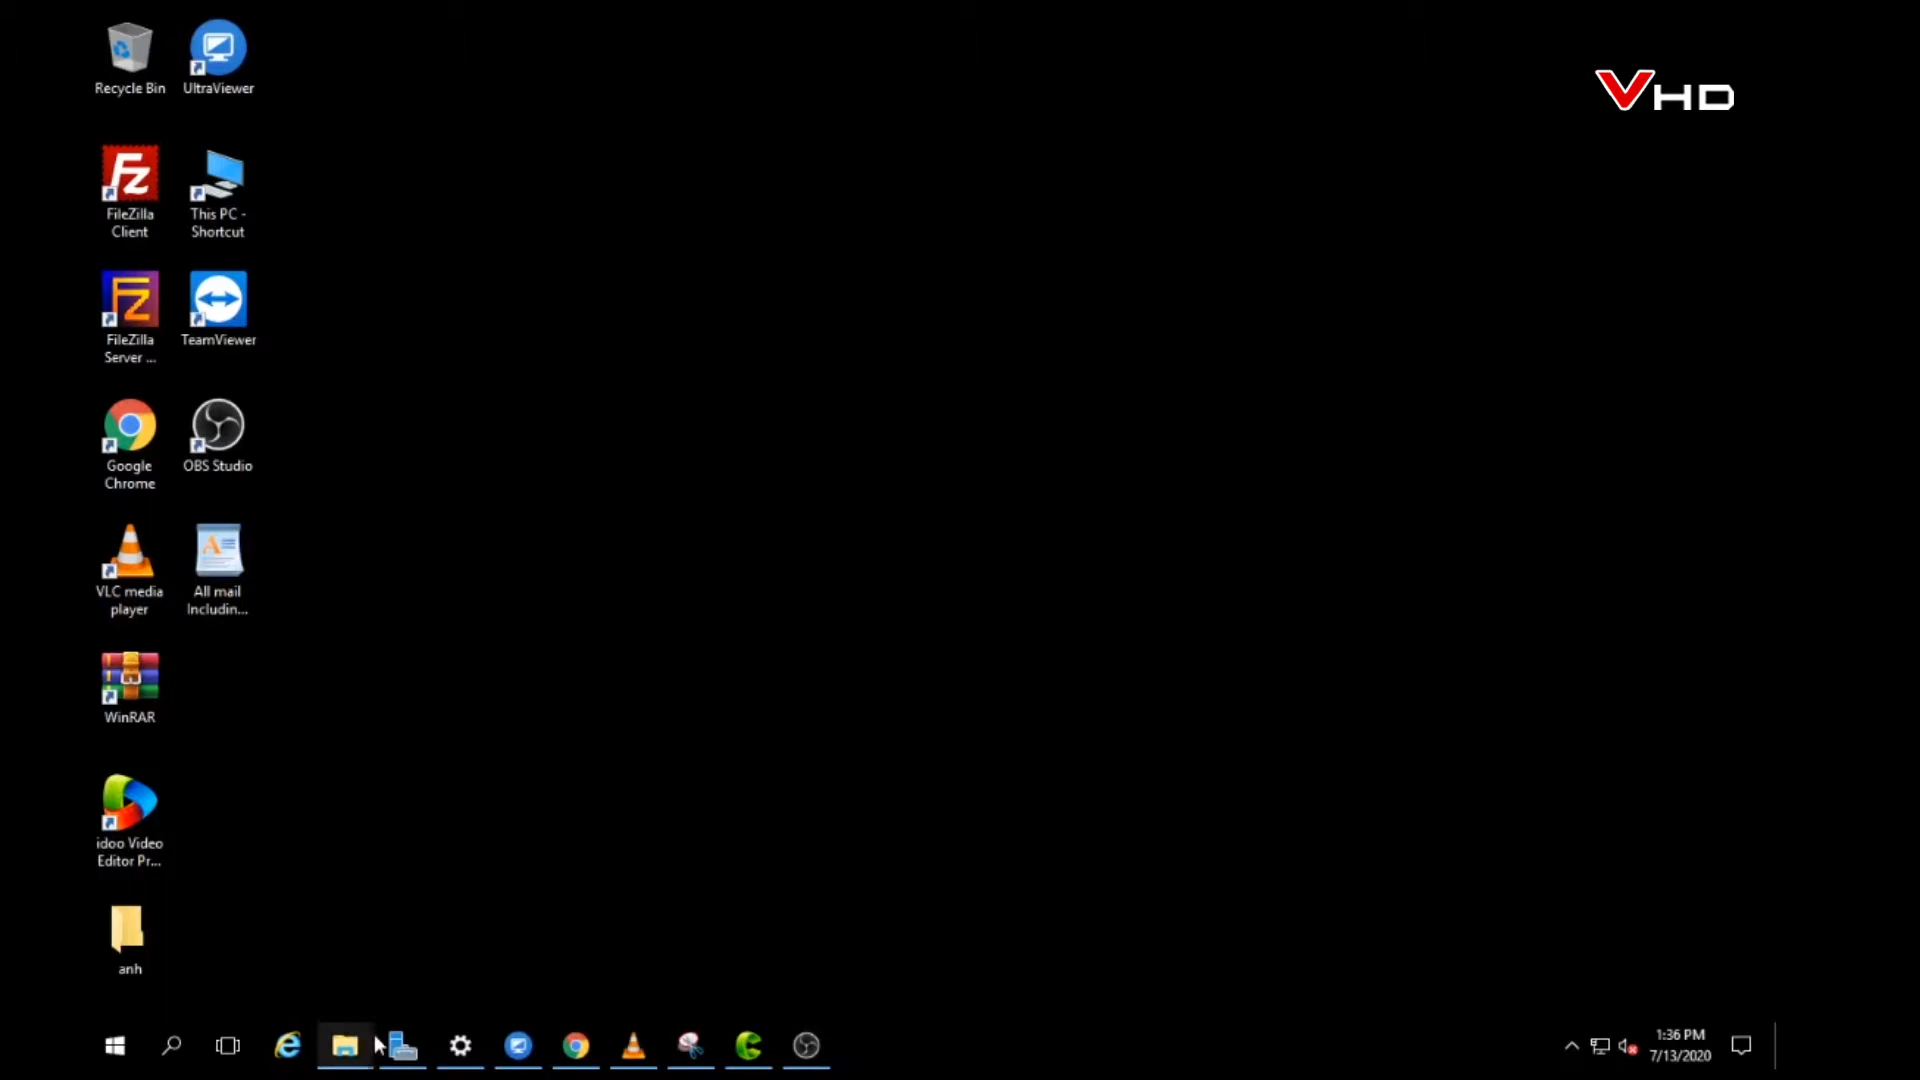 Recycle Bin
UltraViewer
VHD
FileZilla
Client
This PC -
Shortcut
FileZilla
Server ...
TeamViewer
Google
Chrome
OBS Studio
VLC media
player
All mail
Includin...
WinRAR
idoo Video
Editor Pr...
anh
1:36 PM
7/13/2020